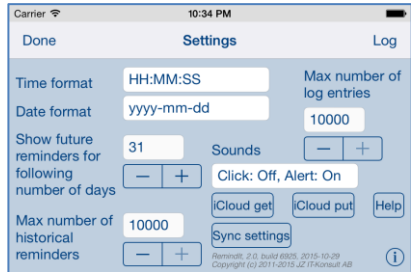 Carrier 10:34 PM
Done Settings Log
Time format HH:MM:SS
Date format yyyy-mm-dd
Max number of
log entries
10000
− +
Show future
reminders for
following
number of days
31
− +
Sounds
Click: Off, Alert: On
iCloud get iCloud put Help
Max number of
historical
reminders
10000
− +
Sync settings
Remindit, 2.0, build 6925, 2015-10-29
Copyright (c) 2011-2015 JZ IT-Konsult AB
i